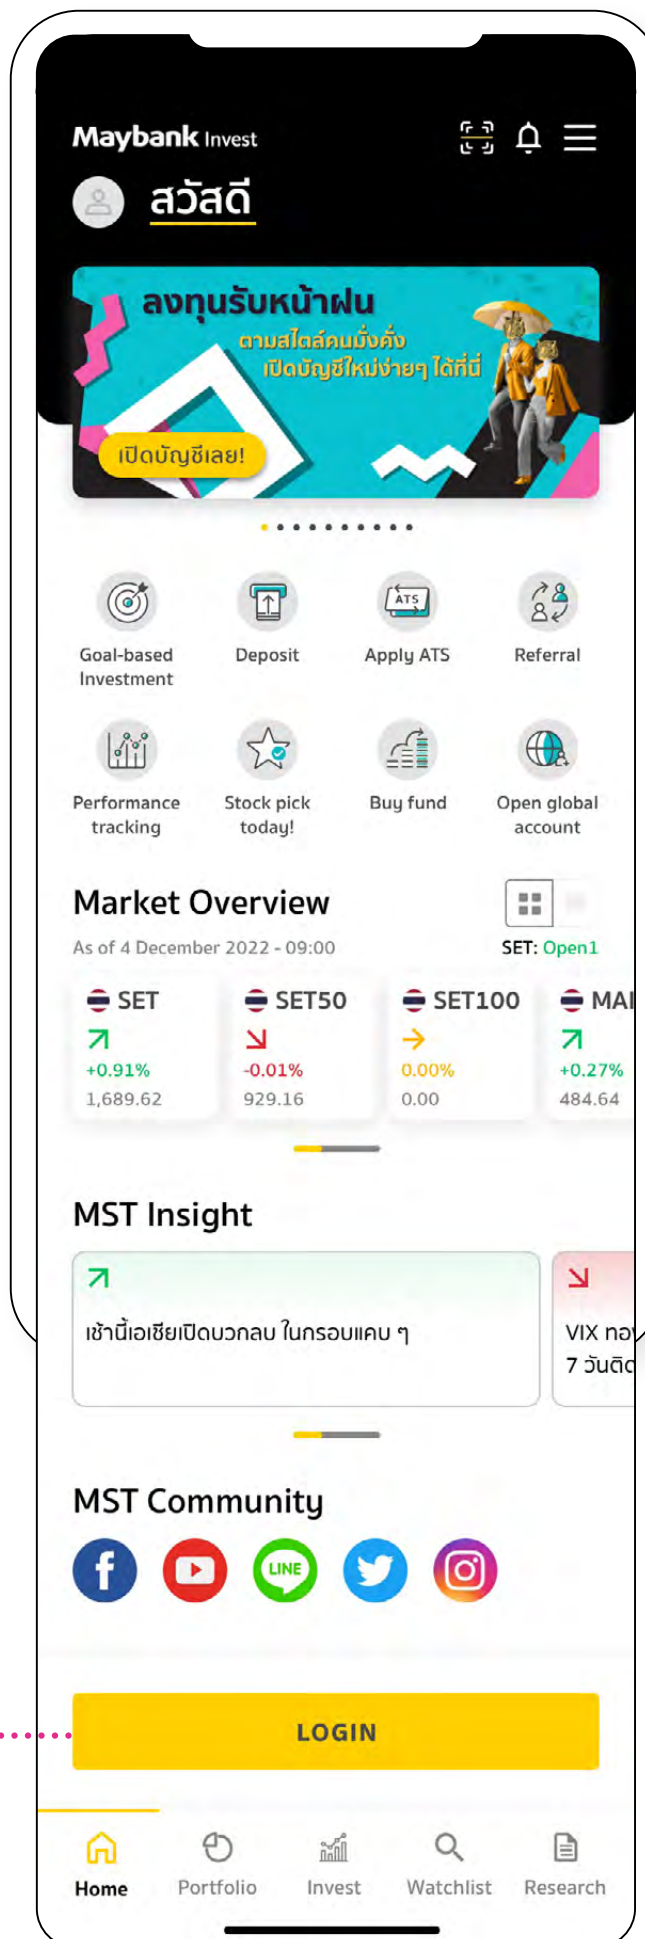 Maybank Invest
สวัสดี
ลงทุนรับหน้าฝน
ตามสไตล์คนมั่งคั่ง
เปิดบัญชีใหม่ง่ายๆ ได้ที่นี่
เปิดบัญชีเลย!
ATS
Goal-based Investment
Deposit
Apply ATS
Referral
Performance tracking
Stock pick today!
Buy fund
Open global account
Market Overview
As of 4 December 2022 - 09:00
SET: Open1
SET
SET50
SET100
MAI
+0.91%
-0.01%
0.00%
+0.27%
1,689.62
929.16
0.00
484.64
MST Insight
เช้านี้เอเชียเปิดบวกลบ ในกรอบแคบ ๆ
VIX
7 วันติด
MST Community
LINE
LOGIN
Home
Portfolio
Invest
Watchlist
Research